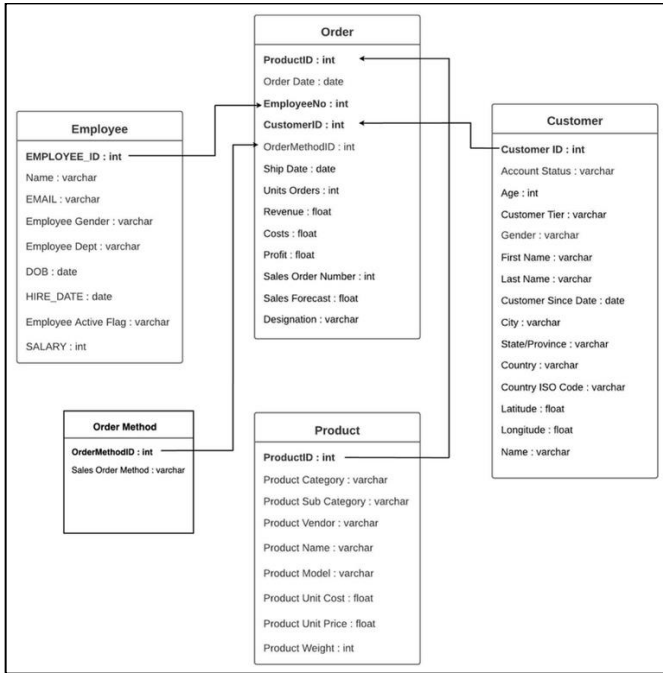 Order
ProductID : int
Order Date : date
EmployeeNo : int
CustomerID : int
OrderMethodID : int
Ship Date : date
Units Orders : int
Revenue : float
Costs : float
Profit : float
Sales Order Number : int
Sales Forecast : float
Designation : varchar
Employee
EMPLOYEE_ID : int
Name : varchar
EMAIL : varchar
Employee Gender : varchar
Employee Dept : varchar
DOB : date
HIRE_DATE : date
Employee Active Flag : varchar
SALARY : int
Customer
Customer ID : int
Account Status : varchar
Age : int
Customer Tier : varchar
Gender : varchar
First Name : varchar
Last Name : varchar
Customer Since Date : date
City : varchar
State/Province : varchar
Country : varchar
Country ISO Code : varchar
Latitude : float
Longitude : float
Name : varchar
Order Method
OrderMethodID : int
Sales Order Method : varchar
Product
ProductID : int
Product Category : varchar
Product Sub Category : varchar
Product Vendor : varchar
Product Name : varchar
Product Model : varchar
Product Unit Cost : float
Product Unit Price : float
Product Weight : int